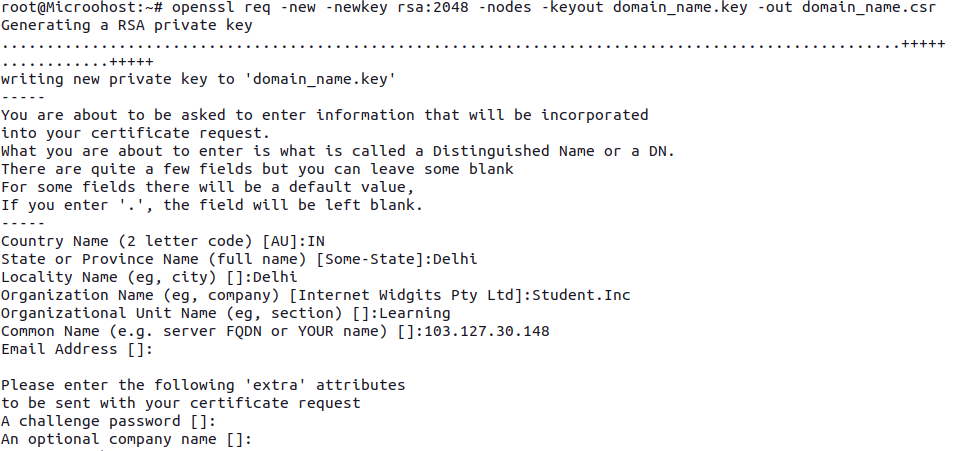 root@Microohost:~# openssl req -new -newkey rsa:2048 -nodes -keyout domain_name.key -out domain_name.csr
Generating a RSA private key
....................................................................................................+++++
............+++++
writing new private key to 'domain_name.key'
-----
You are about to be asked to enter information that will be incorporated
into your certificate request.
What you are about to enter is what is called a Distinguished Name or a DN.
There are quite a few fields but you can leave some blank
For some fields there will be a default value,
If you enter '.', the field will be left blank.
-----
Country Name (2 letter code) [AU]:IN
State or Province Name (full name) [Some-State]:Delhi
Locality Name (eg, city) []:Delhi
Organization Name (eg, company) [Internet Widgits Pty Ltd]:Student.Inc
Organizational Unit Name (eg, section) []:Learning
Common Name (e.g. server FQDN or YOUR name) []:103.127.30.148
Email Address []:
Please enter the following 'extra' attributes
to be sent with your certificate request
A challenge password []:
An optional company name []: